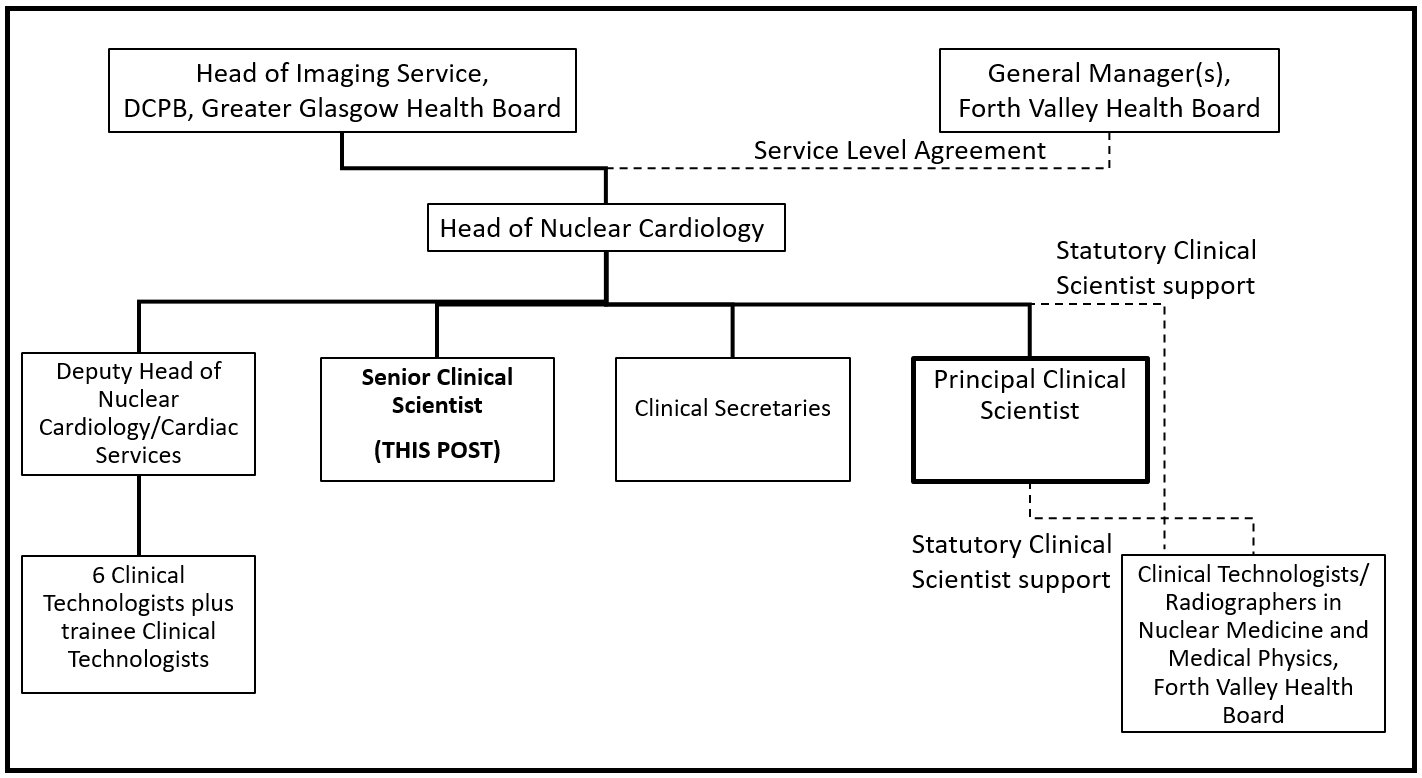 Head of Imaging Service,
DCPB, Greater Glasgow Health Board
General Manager(s),
Forth Valley Health Board
Service Level Agreement
Head of Nuclear Cardiology
Statutory Clinical
Scientist support
Deputy Head of
Nuclear
Cardiology/Cardiac
Services
Senior Clinical
Scientist
(THIS POST)
Clinical Secretaries
Principal Clinical
Scientist
6 Clinical
Technologists plus
trainee Clinical
Technologists
Statutory Clinical
Scientist support
Clinical Technologists/
Radiographers in
Nuclear Medicine and
Medical Physics,
Forth Valley Health
Board